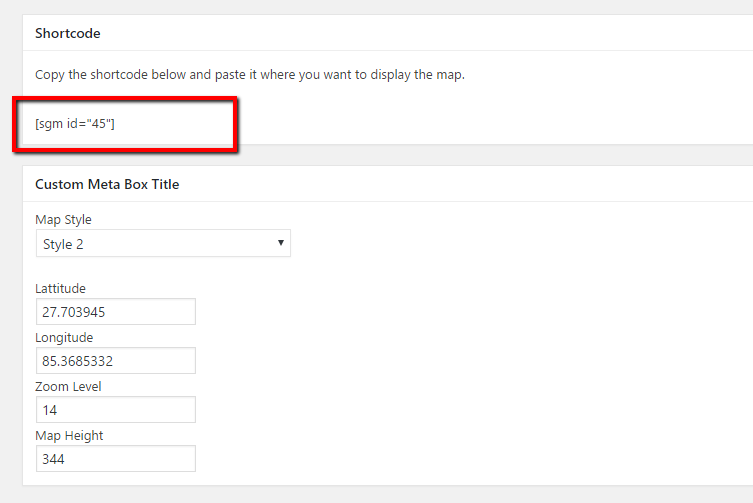 Shortcode
Copy the shortcode below and paste it where you want to display the map.
[sgm id="45"]
Custom Meta Box Title
Map Style
Style 2
Lattitude
27.703945
Longitude
85.3685332
Zoom Level
14
Map Height
344